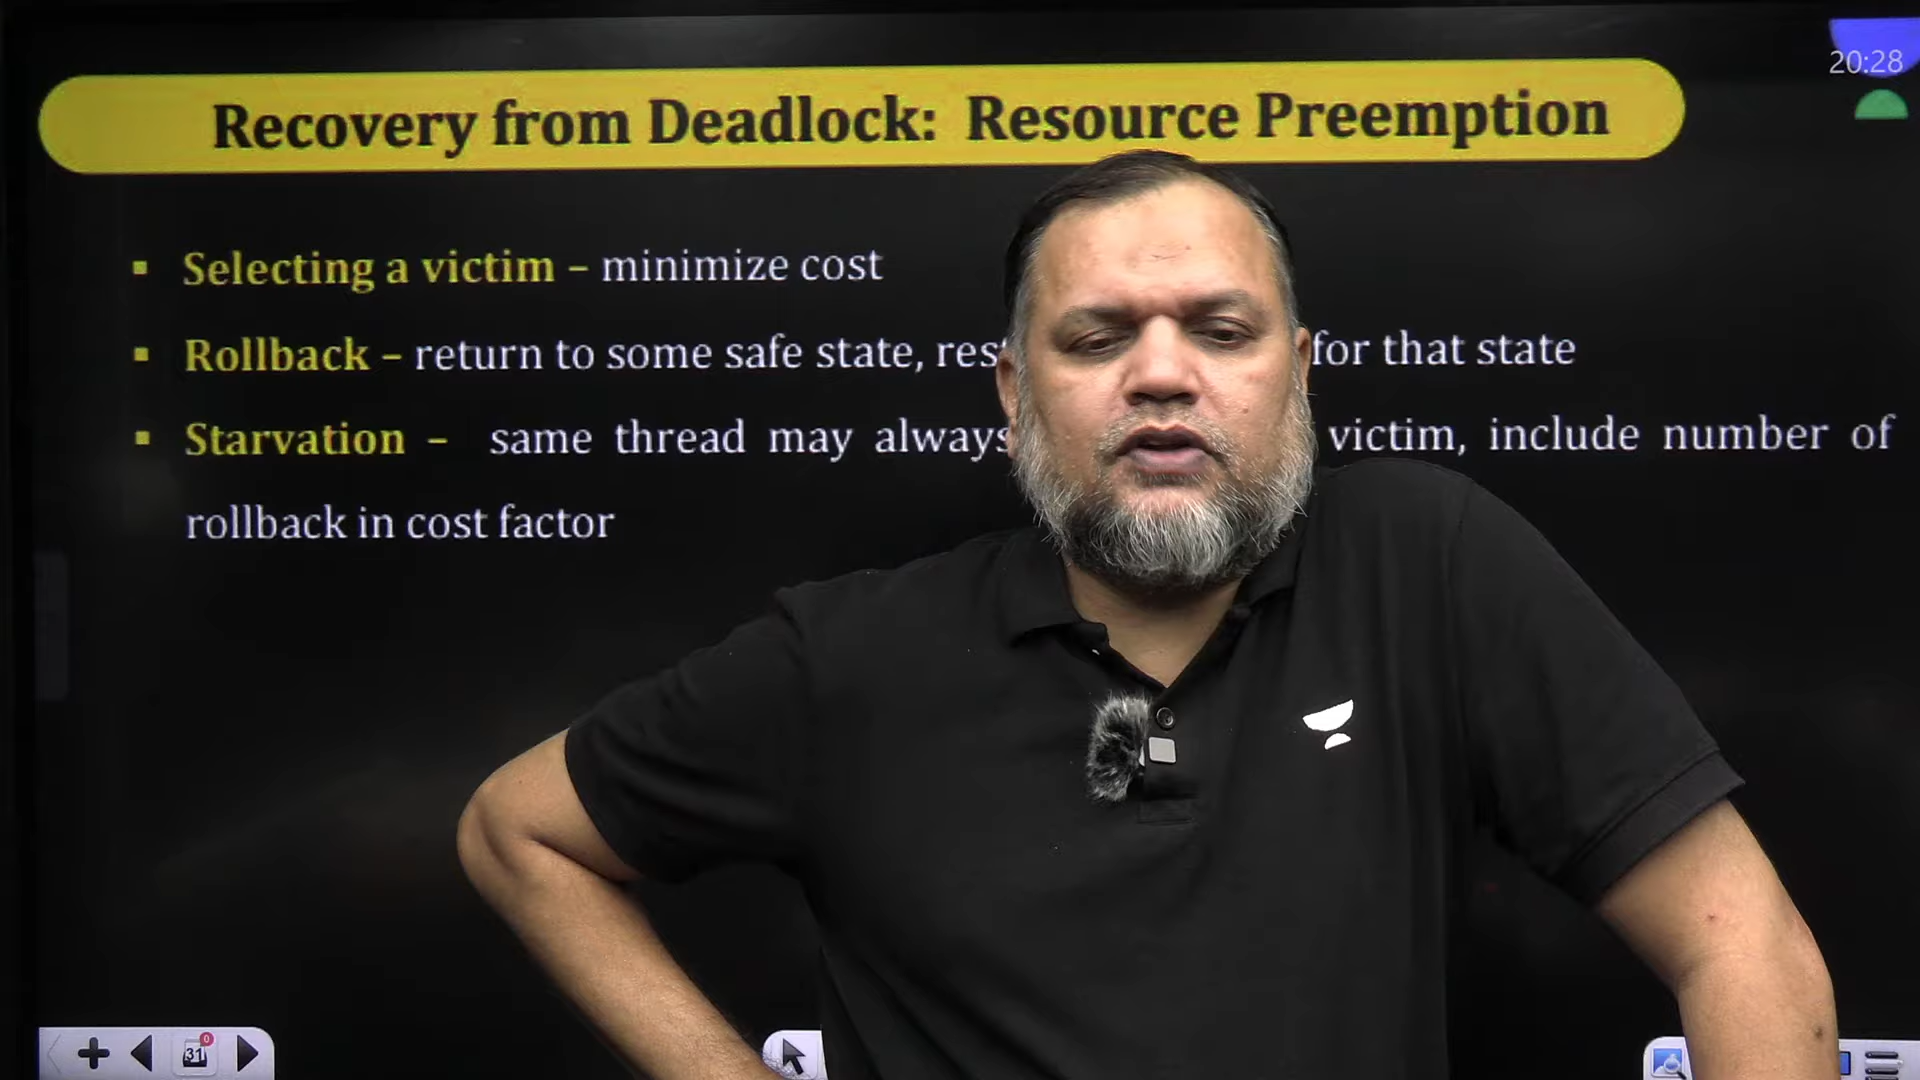 20:28
Recovery from Deadlock: Resource Preemption
▪ Selecting a victim – minimize cost
▪ Rollback – return to some safe state, for that state
▪ Starvation – same thread may always victim, include number of
rollback in cost factor
31
0